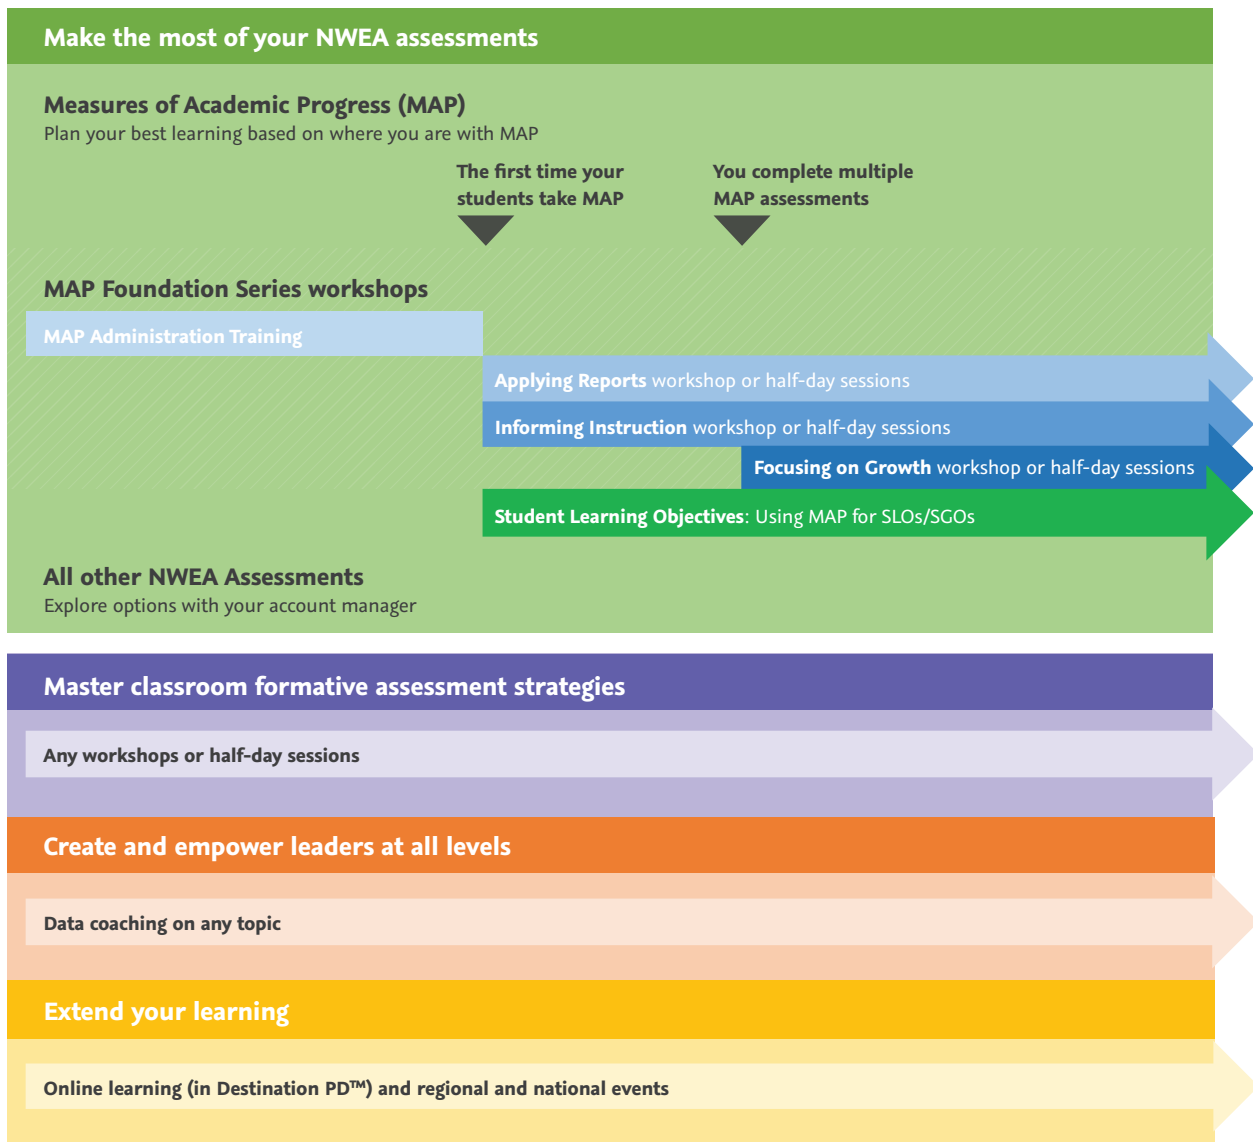 Make the most of your NWEA assessments
Measures of Academic Progress (MAP)
Plan your best learning based on where you are with MAP
The first time your
students take MAP
You complete multiple
MAP assessments
MAP Foundation Series workshops
MAP Administration Training
Applying Reports workshop or half-day sessions
Informing Instruction workshop or half-day sessions
Focusing on Growth workshop or half-day sessions
Student Learning Objectives: Using MAP for SLOs/SGOs
All other NWEA Assessments
Explore options with your account manager
Master classroom formative assessment strategies
Any workshops or half-day sessions
Create and empower leaders at all levels
Data coaching on any topic
Extend your learning
Online learning (in Destination PD™) and regional and national events